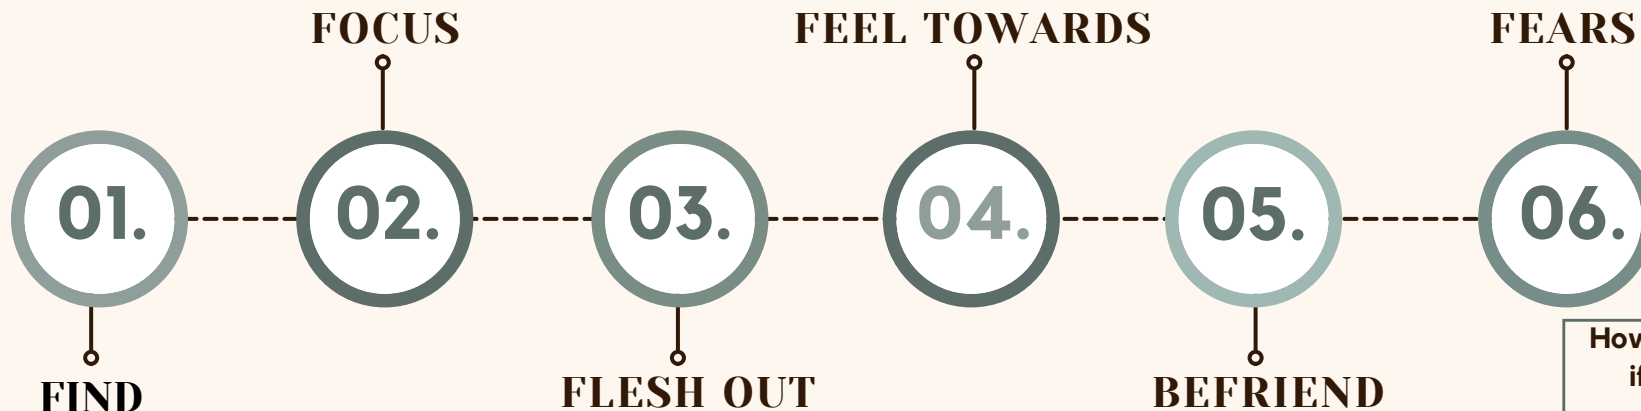 FOCUS
FEEL TOWARDS
FEARS
01.
02.
03.
04.
05.
06.
FIND
FLESH OUT
BEFRIEND